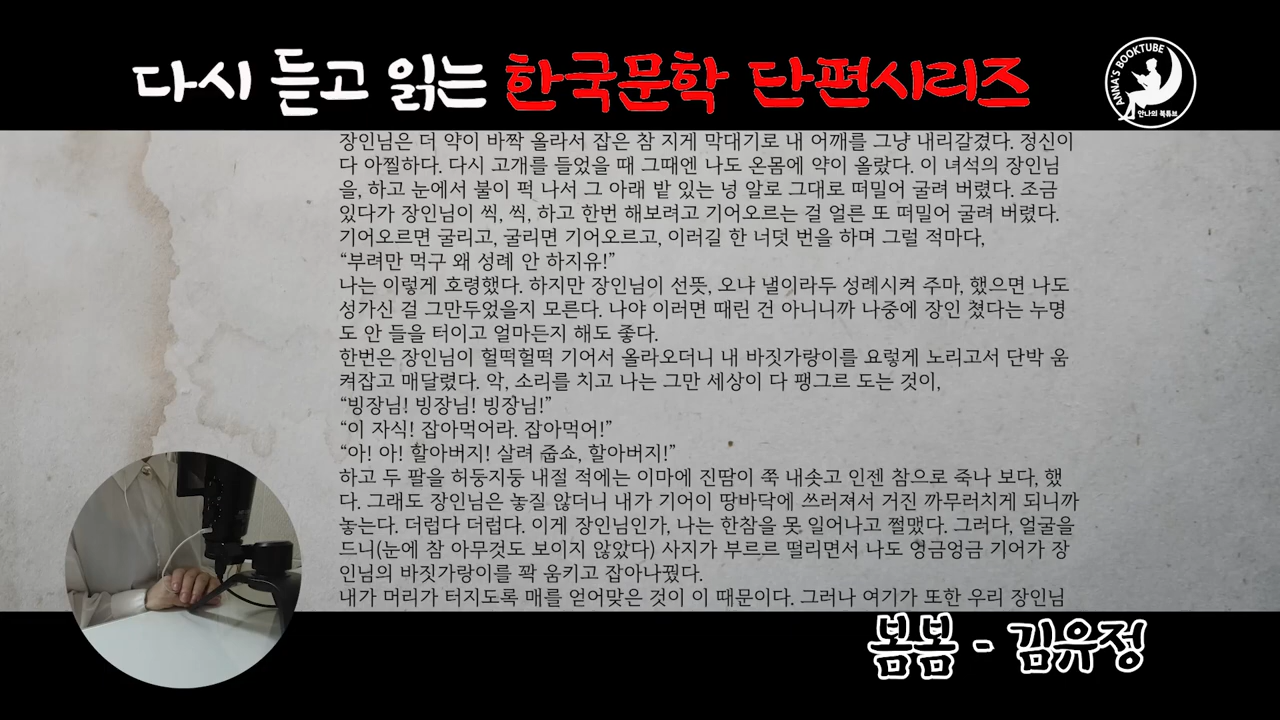 다시 듣고 읽는 한국문학 단편시리즈
ANNA'S BOOKTUBE
안나의 북튜브
장인님은 더 약이 바짝 올라서 잡은 참 지게 막대기로 내 어깨를 그냥 내리갈겼다. 정신이
다 아찔하다. 다시 고개를 들었을 때 그때엔 나도 온몸에 약이 올랐다. 이 녀석의 장인님
을, 하고 눈에서 불이 퍽 나서 그 아래 밭 있는 넝 알로 그대로 떠밀어 굴려 버렸다. 조금
있다가 장인님이 씩, 씩, 하고 한번 해보려고 기어오르는 걸 얼른 또 떠밀어 굴려 버렸다.
기어오르면 굴리고, 굴리면 기어오르고, 이러길 한 너덧 번을 하며 그럴 적마다,
“부려만 먹구 왜 성례 안 하지유!”
나는 이렇게 호령했다. 하지만 장인님이 선뜻, 오냐 낼이라두 성례시켜 주마, 했으면 나도
성가신 걸 그만두었을지 모른다. 나야 이러면 때린 건 아니니까 나중에 장인 쳤다는 누명
도 안 들을 터이고 얼마든지 해도 좋다.
한번은 장인님이 헐떡헐떡 기어서 올라오더니 내 바짓가랑이를 요렇게 노리고서 단박 움
켜잡고 매달렸다. 악, 소리를 치고 나는 그만 세상이 다 팽그르 도는 것이,
“빙장님! 빙장님! 빙장님!”
“이 자식! 잡아먹어라. 잡아먹어!”
“아! 아! 할아버지! 살려 줍쇼, 할아버지!”
하고 두 팔을 허둥지둥 내절 적에는 이마에 진땀이 쭉 내솟고 인젠 참으로 죽나 보다, 했
다. 그래도 장인님은 놓질 않더니 내가 기어이 땅바닥에 쓰러져서 거진 까무러치게 되니까
놓는다. 더럽다 더럽다. 이게 장인님인가, 나는 한참을 못 일어나고 쩔맸다. 그러다, 얼굴을
드니(눈에 참 아무것도 보이지 않았다) 사지가 부르르 떨리면서 나도 엉금엉금 기어가 장
인님의 바짓가랑이를 꽉 움키고 잡아나꿨다.
내가 머리가 터지도록 매를 얻어맞은 것이 이 때문이다. 그러나 여기가 또한 우리 장인님
봄봄 - 김유정